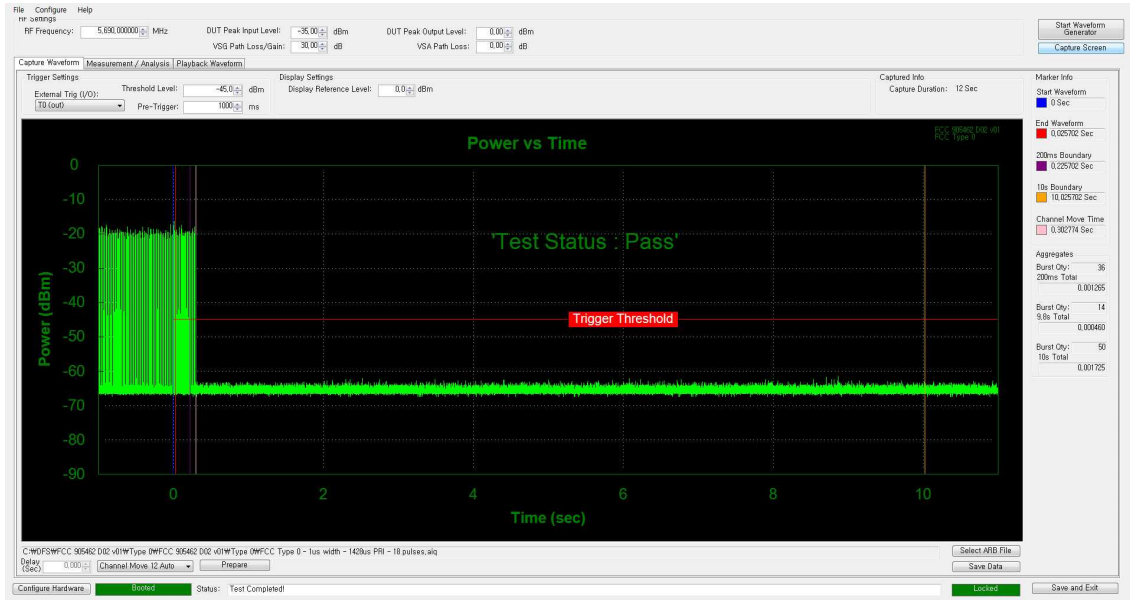 File Configure Help
RF Settings
RF Frequency: 5,690,000000 MHz DUT Peak Input Level: -35,00 dBm DUT Peak Output Level: 0,00 dBm
VSG Path Loss/Gain: 30,00 dB VSA Path Loss: 0,00 dB
Start Waveform Generator
Capture Screen
Capture Waveform Measurement / Analysis Playback Waveform
Trigger Settings
External Trig (I/O): Threshold Level: -45,0 dBm
T0 (out) Pre-Trigger: 1000 ms
Display Settings
Display Reference Level: 0,0 dBm
Captured Info
Capture Duration: 12 Sec
Marker Info
Start Waveform
0 Sec
End Waveform
0,025702 Sec
200ms Boundary
0,225702 Sec
10s Boundary
10,025702 Sec
Channel Move Time
0,302774 Sec
Aggregates
Burst Qty: 36
200ms Total
0,001265
Burst Qty: 14
9,8s Total
0,000460
Burst Qty: 50
10s Total
0,001725
Power vs Time
FCC 905462 D02 v01
FCC Type 0
'Test Status : Pass'
Trigger Threshold
Power (dBm)
0
-10
-20
-30
-40
-50
-60
-70
-80
-90
0 2 4 6 8 10
Time (sec)
C:₩DFS₩FCC 905462 D02 v01₩Type 0₩FCC 905462 D02 v01₩Type 0₩FCC Type 0 - 1us width - 1428us PRI - 18 pulses,aiq
Select ARB File
Delay (Sec) 0,000 Channel Move 12 Auto Prepare
Save Data
Configure Hardware Booted Status: Test Completed! Locked Save and Exit